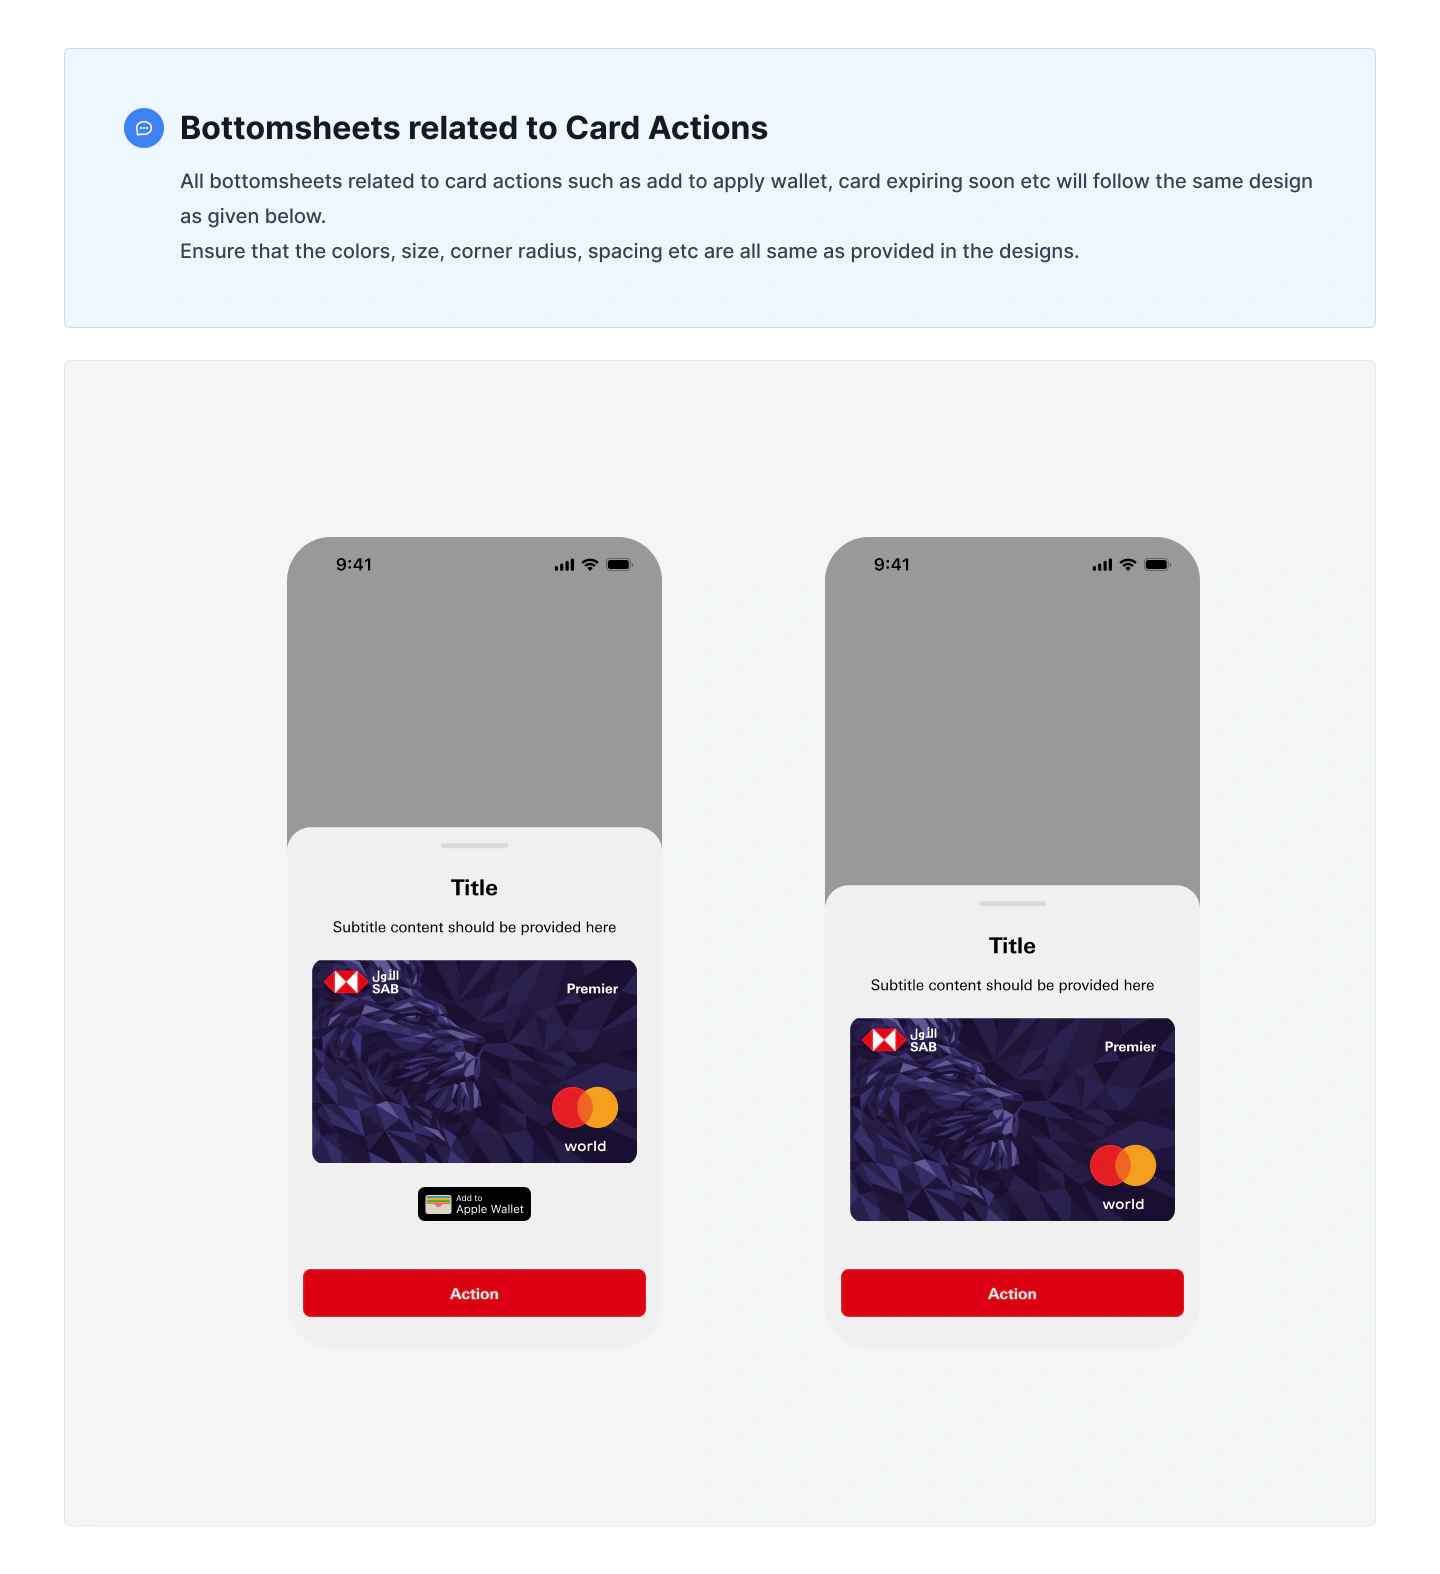 Bottomsheets related to Card Actions
All bottomsheets related to card actions such as add to apply wallet, card expiring soon etc will follow the same design
as given below.
Ensure that the colors, size, corner radius, spacing etc are all same as provided in the designs.
9:41
Title
Subtitle content should be provided here
الأول
SAB
Premier
world
Add to
Apple Wallet
Action
9:41
Title
Subtitle content should be provided here
الأول
SAB
Premier
world
Action